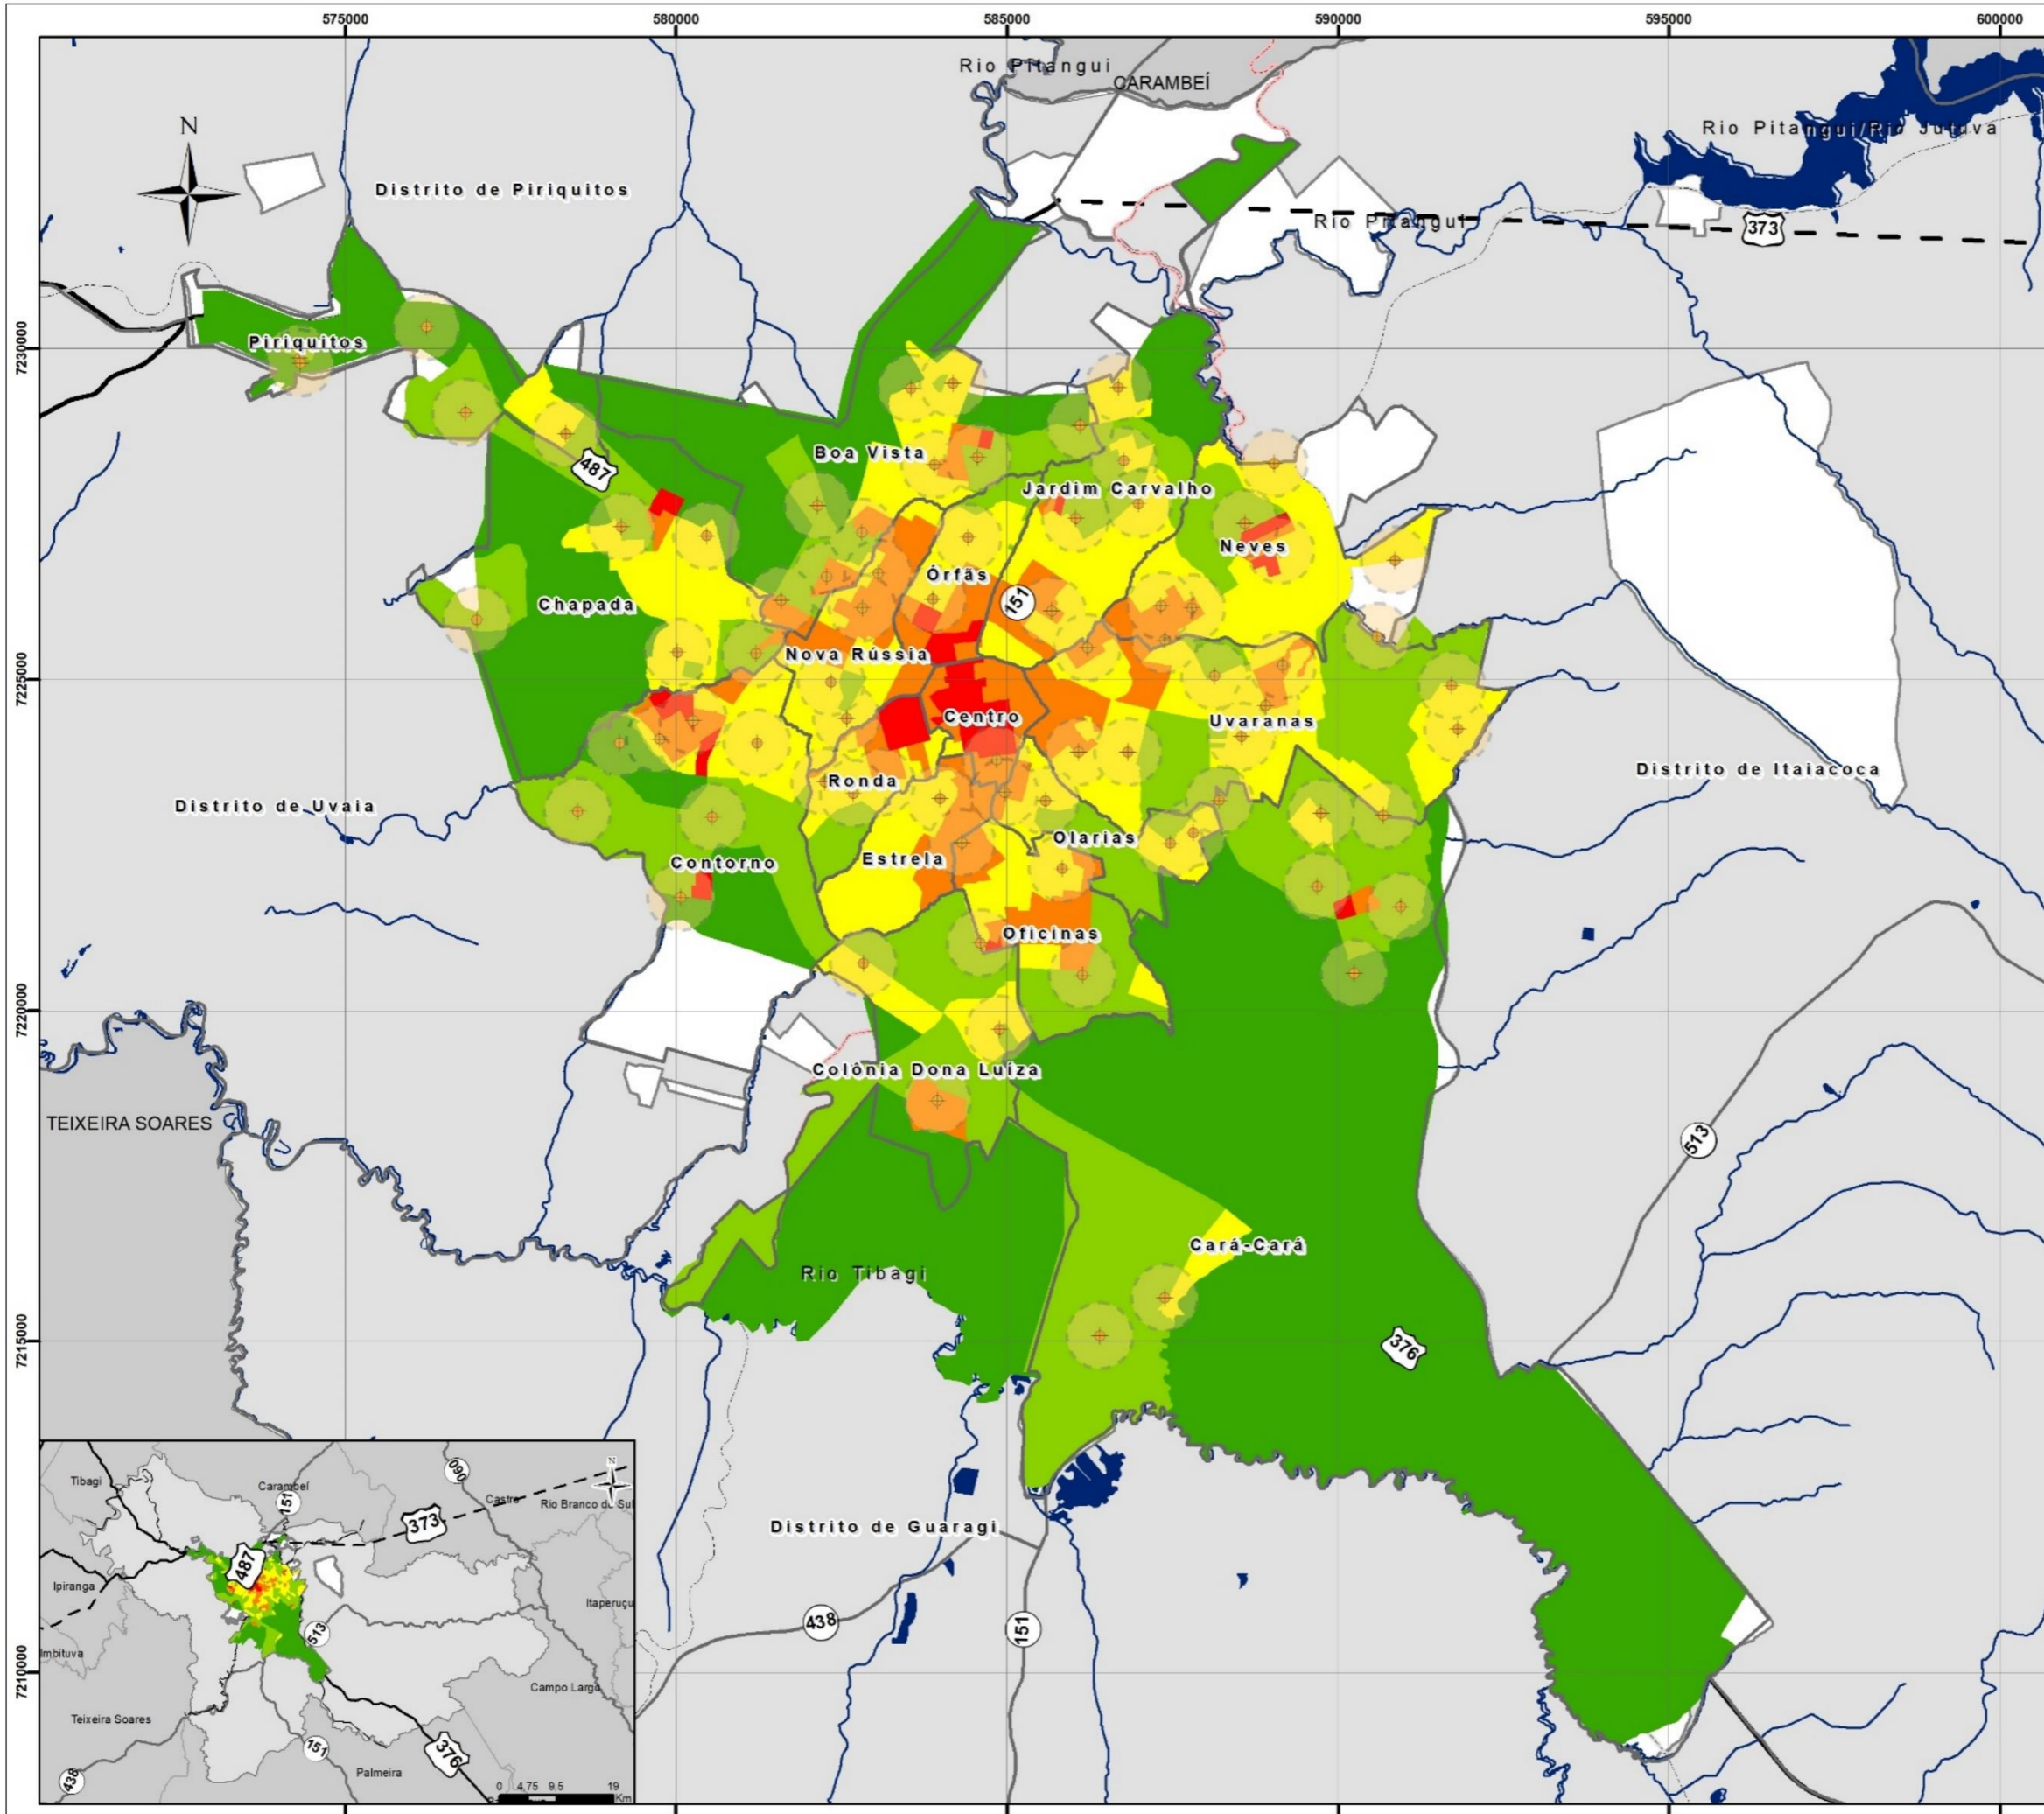 575000
580000
585000
590000
595000
600000
Rio Pitangui
CARAMBEÍ
N
Rio Pitangui/Rio Jutuva
Distrito de Piriquitos
Rio Pitangui
373
7230000
Piriquitos
Boa Vista
487
Jardim Carvalho
Neves
Órfãs
Chapada
151
7225000
Nova Rússia
Centro
Uvaranas
Distrito de Itaiacoca
Ronda
Distrito de Uvaia
Olarias
Contorno
Estrela
Oficinas
7220000
Colônia Dona Luíza
TEIXEIRA SOARES
513
Cará-Cará
Rio Tibagi
7215000
376
Distrito de Guaragi
438
151
7210000
Tibagi
Carambeí
090
N
151
Castro
Rio Branco do Sul
373
487
Ipiranga
Itaperuçu
513
Imbituva
Campo Largo
Teixeira Soares
151
376
Palmeira
438
0 4,75 9.5 19
Km